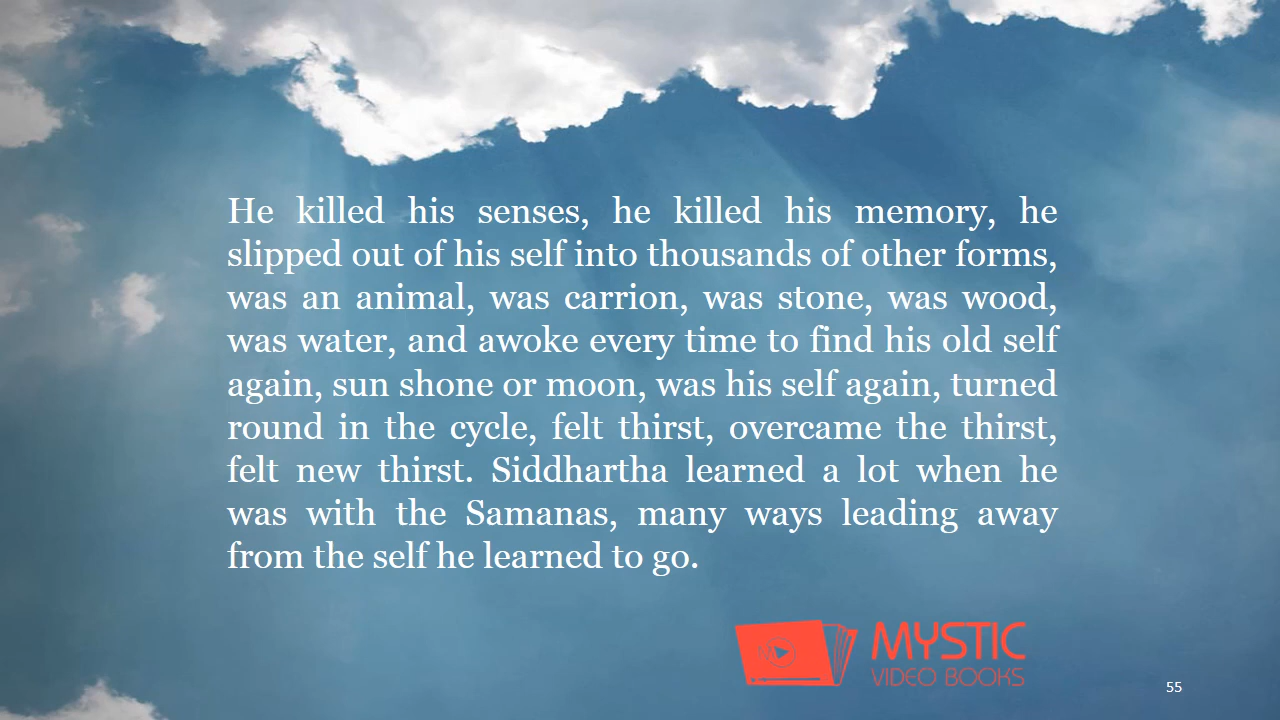 He killed his senses, he killed his memory, he
slipped out of his self into thousands of other forms,
was an animal, was carrion, was stone, was wood,
was water, and awoke every time to find his old self
again, sun shone or moon, was his self again, turned
round in the cycle, felt thirst, overcame the thirst,
felt new thirst. Siddhartha learned a lot when he
was with the Samanas, many ways leading away
from the self he learned to go.
MYSTIC
VIDEO BOOKS
55